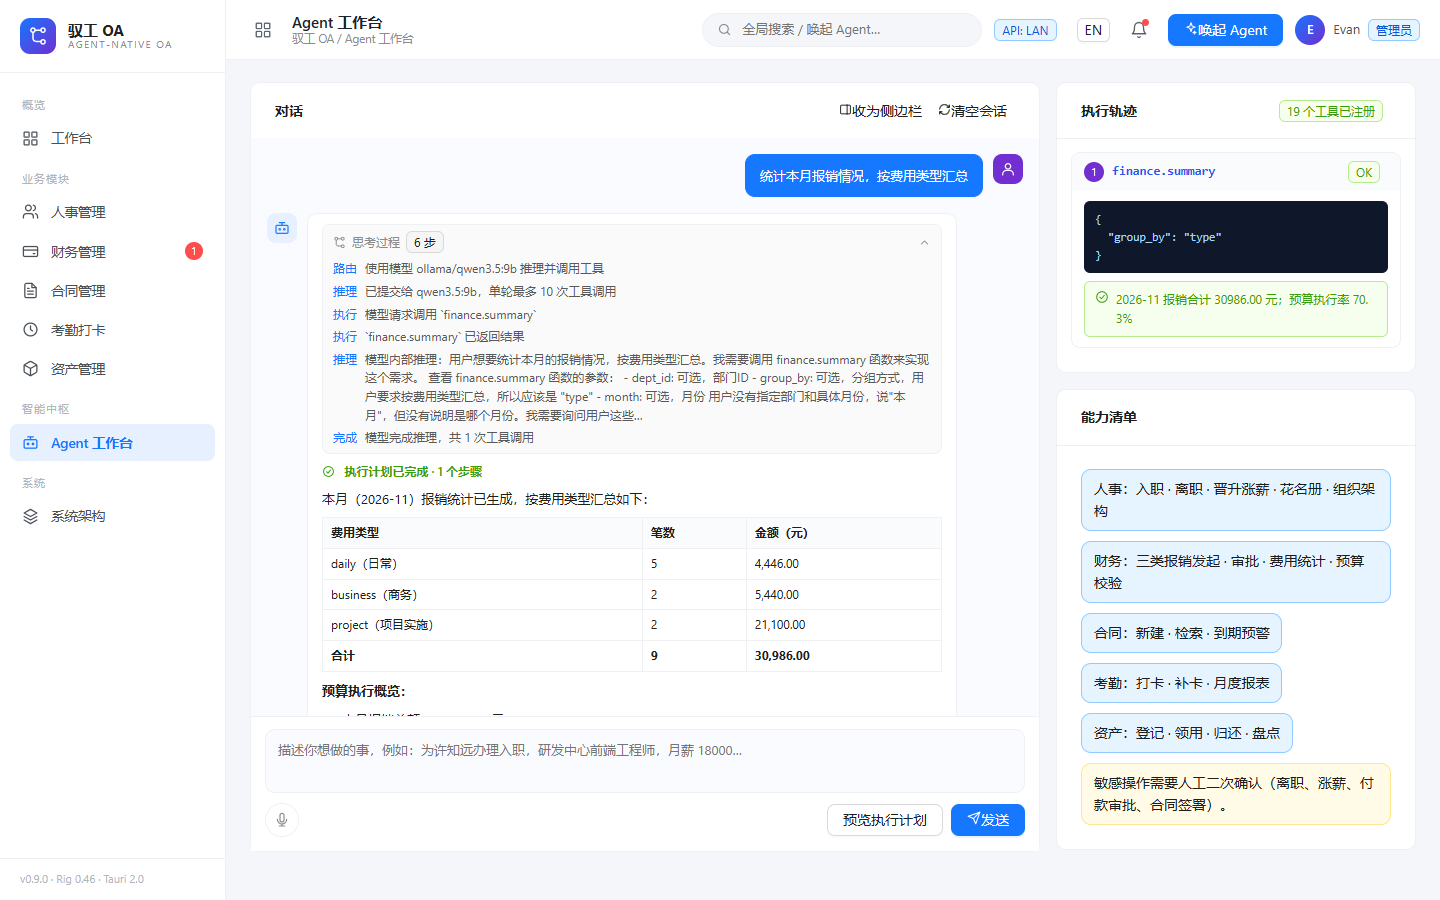 驭工 OA
AGENT-NATIVE OA
概览
工作台
业务模块
人事管理
财务管理
1
合同管理
考勤打卡
资产管理
智能中枢
Agent 工作台
系统
系统架构
v0.9.0 · Rig 0.46 · Tauri 2.0
Agent 工作台
驭工 OA / Agent 工作台
全局搜索 / 唤起 Agent...
API: LAN
EN
唤起 Agent
E
Evan
管理员
对话
收为侧边栏
清空会话
统计本月报销情况，按费用类型汇总
思考过程
6 步
路由 使用模型 ollama/qwen3.5:9b 推理并调用工具
推理 已提交给 qwen3.5:9b，单轮最多 10 次工具调用
执行 模型请求调用 `finance.summary`
执行 `finance.summary` 已返回结果
推理 模型内部推理：用户想要统计本月的报销情况，按费用类型汇总。我需要调用 finance.summary 函数来实现
这个需求。 查看 finance.summary 函数的参数： - dept_id: 可选，部门ID - group_by: 可选，分组方式，用
户要求按费用类型汇总，所以应该是 "type" - month: 可选，月份 用户没有指定部门和具体月份，说"本
月"，但没有说明是哪个月份。我需要询问用户这些...
完成 模型完成推理，共 1 次工具调用
执行计划已完成 · 1 个步骤
本月（2026-11）报销统计已生成，按费用类型汇总如下：
费用类型 笔数 金额（元）
daily（日常） 5 4,446.00
business（商务） 2 5,440.00
project（项目实施） 2 21,100.00
合计 9 30,986.00
预算执行概览：
描述你想做的事，例如：为许知远办理入职，研发中心前端工程师，月薪 18000...
预览执行计划
发送
执行轨迹
19 个工具已注册
1
finance.summary
OK
{
"group_by": "type"
}
2026-11 报销合计 30986.00 元；预算执行率 70.
3%
能力清单
人事：入职 · 离职 · 晋升涨薪 · 花名册 · 组织架
构
财务：三类报销发起 · 审批 · 费用统计 · 预算
校验
合同：新建 · 检索 · 到期预警
考勤：打卡 · 补卡 · 月度报表
资产：登记 · 领用 · 归还 · 盘点
敏感操作需要人工二次确认（离职、涨薪、付
款审批、合同签署）。